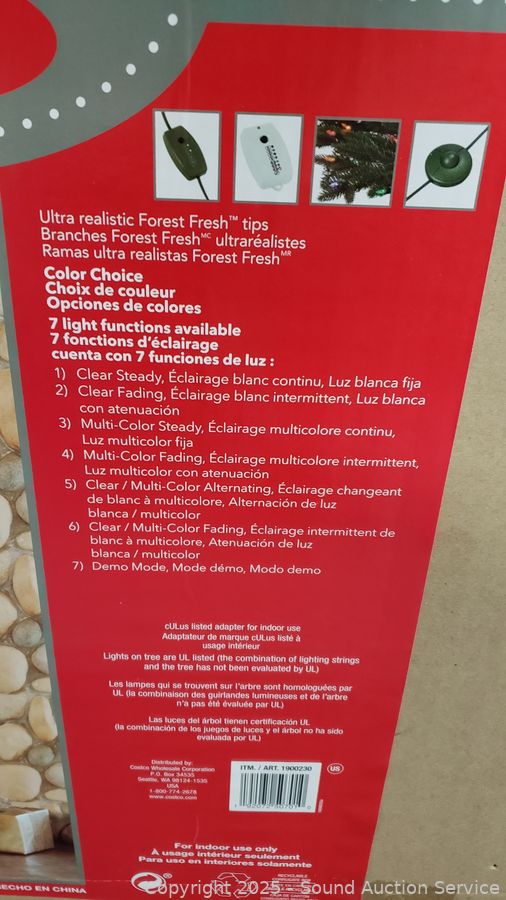 Ultra realistic Forest Fresh™ tips
Branches Forest Fresh ᴹᶜ ultraréalistes
Ramas ultra realistas Forest Fresh ᴹᴿ
Color Choice
Choix de couleur
Opciones de colores
7 light functions available
7 fonctions d'éclairage
cuenta con 7 funciones de luz :
1) Clear Steady, Éclairage blanc continu, Luz blanca fija
2) Clear Fading, Éclairage blanc intermittent, Luz blanca
con atenuación
3) Multi-Color Steady, Éclairage multicolore continu,
Luz multicolor fija
4) Multi-Color Fading, Éclairage multicolore intermittent,
Luz multicolor con atenuación
5) Clear / Multi-Color Alternating, Éclairage changeant
de blanc à multicolore, Alternación de luz
blanca / multicolor
6) Clear / Multi-Color Fading, Éclairage intermittent de
blanc à multicolore, Atenuación de luz
blanca / multicolor
7) Demo Mode, Mode démo, Modo demo
cULus listed adapter for indoor use
Adaptateur de marque cULus listé à
usage intérieur
Lights on tree are UL listed (the combination of lighting strings
and the tree has not been evaluated by UL)
Les lampes qui se trouvent sur l'arbre sont homologuées par
UL (la combinaison des guirlandes lumineuses et de l'arbre
n'a pas été évaluée par UL)
Las luces del árbol tienen certificación UL
(la combinación de los juegos de luces y el árbol no ha sido
evaluada por UL)
Distributed by:
Costco Wholesale Corporation
P.O. Box 34535
Seattle, WA 98124-1535
USA
1-800-774-2678
www.costco.com
ITM. / ART. 1900230
US
For Indoor use only
À usage intérieur seulement
Para uso en interiores solamente
HECHO EN CHINA
RECYCLABLE
Copyright 2025 - Sound Auction Service